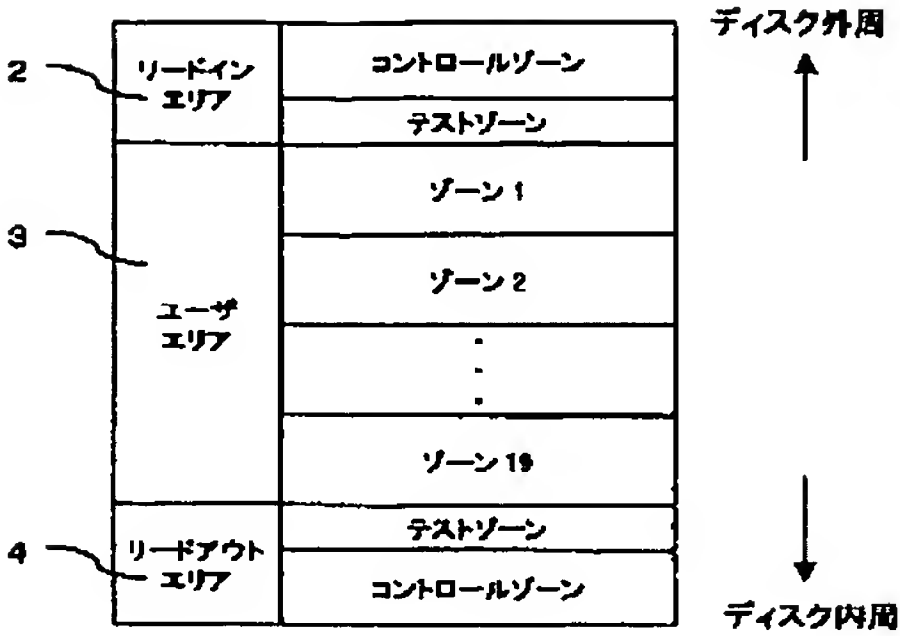 ディスク外周
2
リードイン
エリア
コントロールゾーン
テストゾーン
3
ユーザ
エリア
ゾーン 1
ゾーン 2
・
・
・
ゾーン 19
4
リードアウト
エリア
テストゾーン
コントロールゾーン
ディスク内周